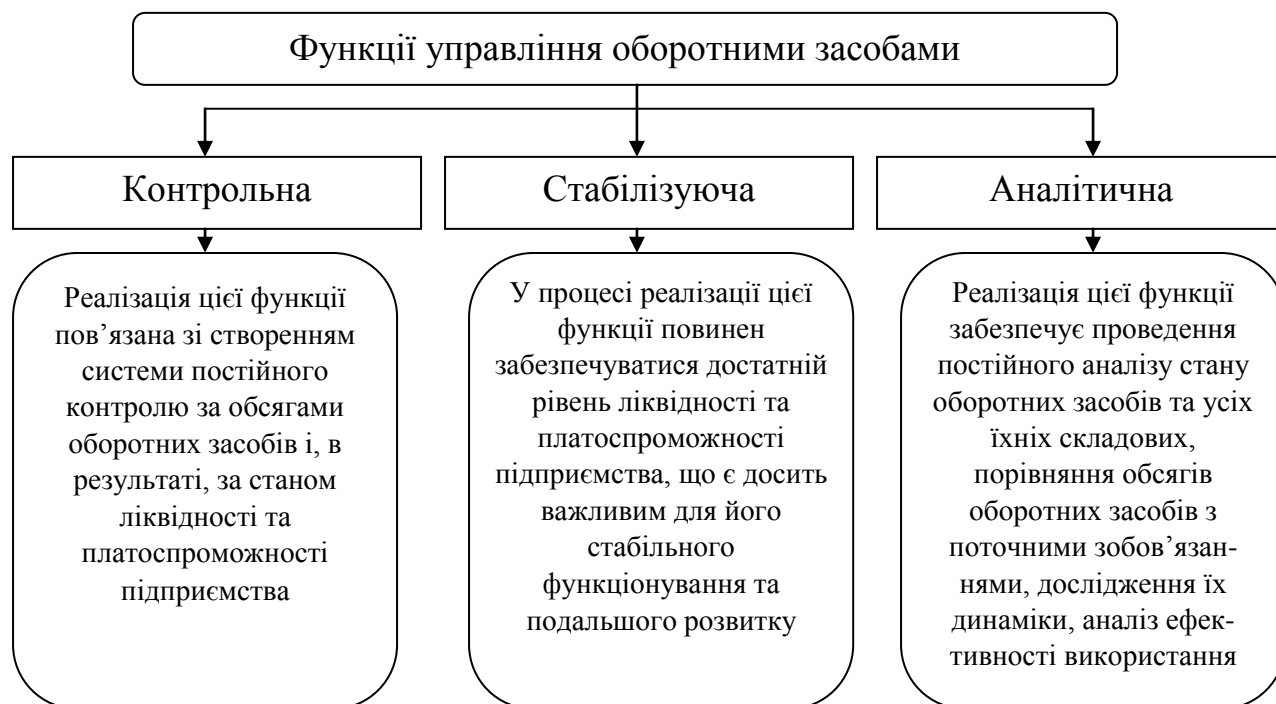 Функції управління оборотними засобами
Контрольна
Реалізація цієї функції
пов’язана зі створенням
системи постійного
контролю за обсягами
оборотних засобів і, в
результаті, за станом
ліквідності та
платоспроможності
підприємства
Стабілізуюча
У процесі реалізації цієї
функції повинен
забезпечуватися достатній
рівень ліквідності та
платоспроможності
підприємства, що є досить
важливим для його
стабільного
функціонування та
подальшого розвитку
Аналітична
Реалізація цієї функції
забезпечує проведення
постійного аналізу стану
оборотних засобів та усіх
їхніх складових,
порівняння обсягів
оборотних засобів з
поточними зобов’язан-
нями, дослідження їх
динаміки, аналіз ефек-
тивності використання